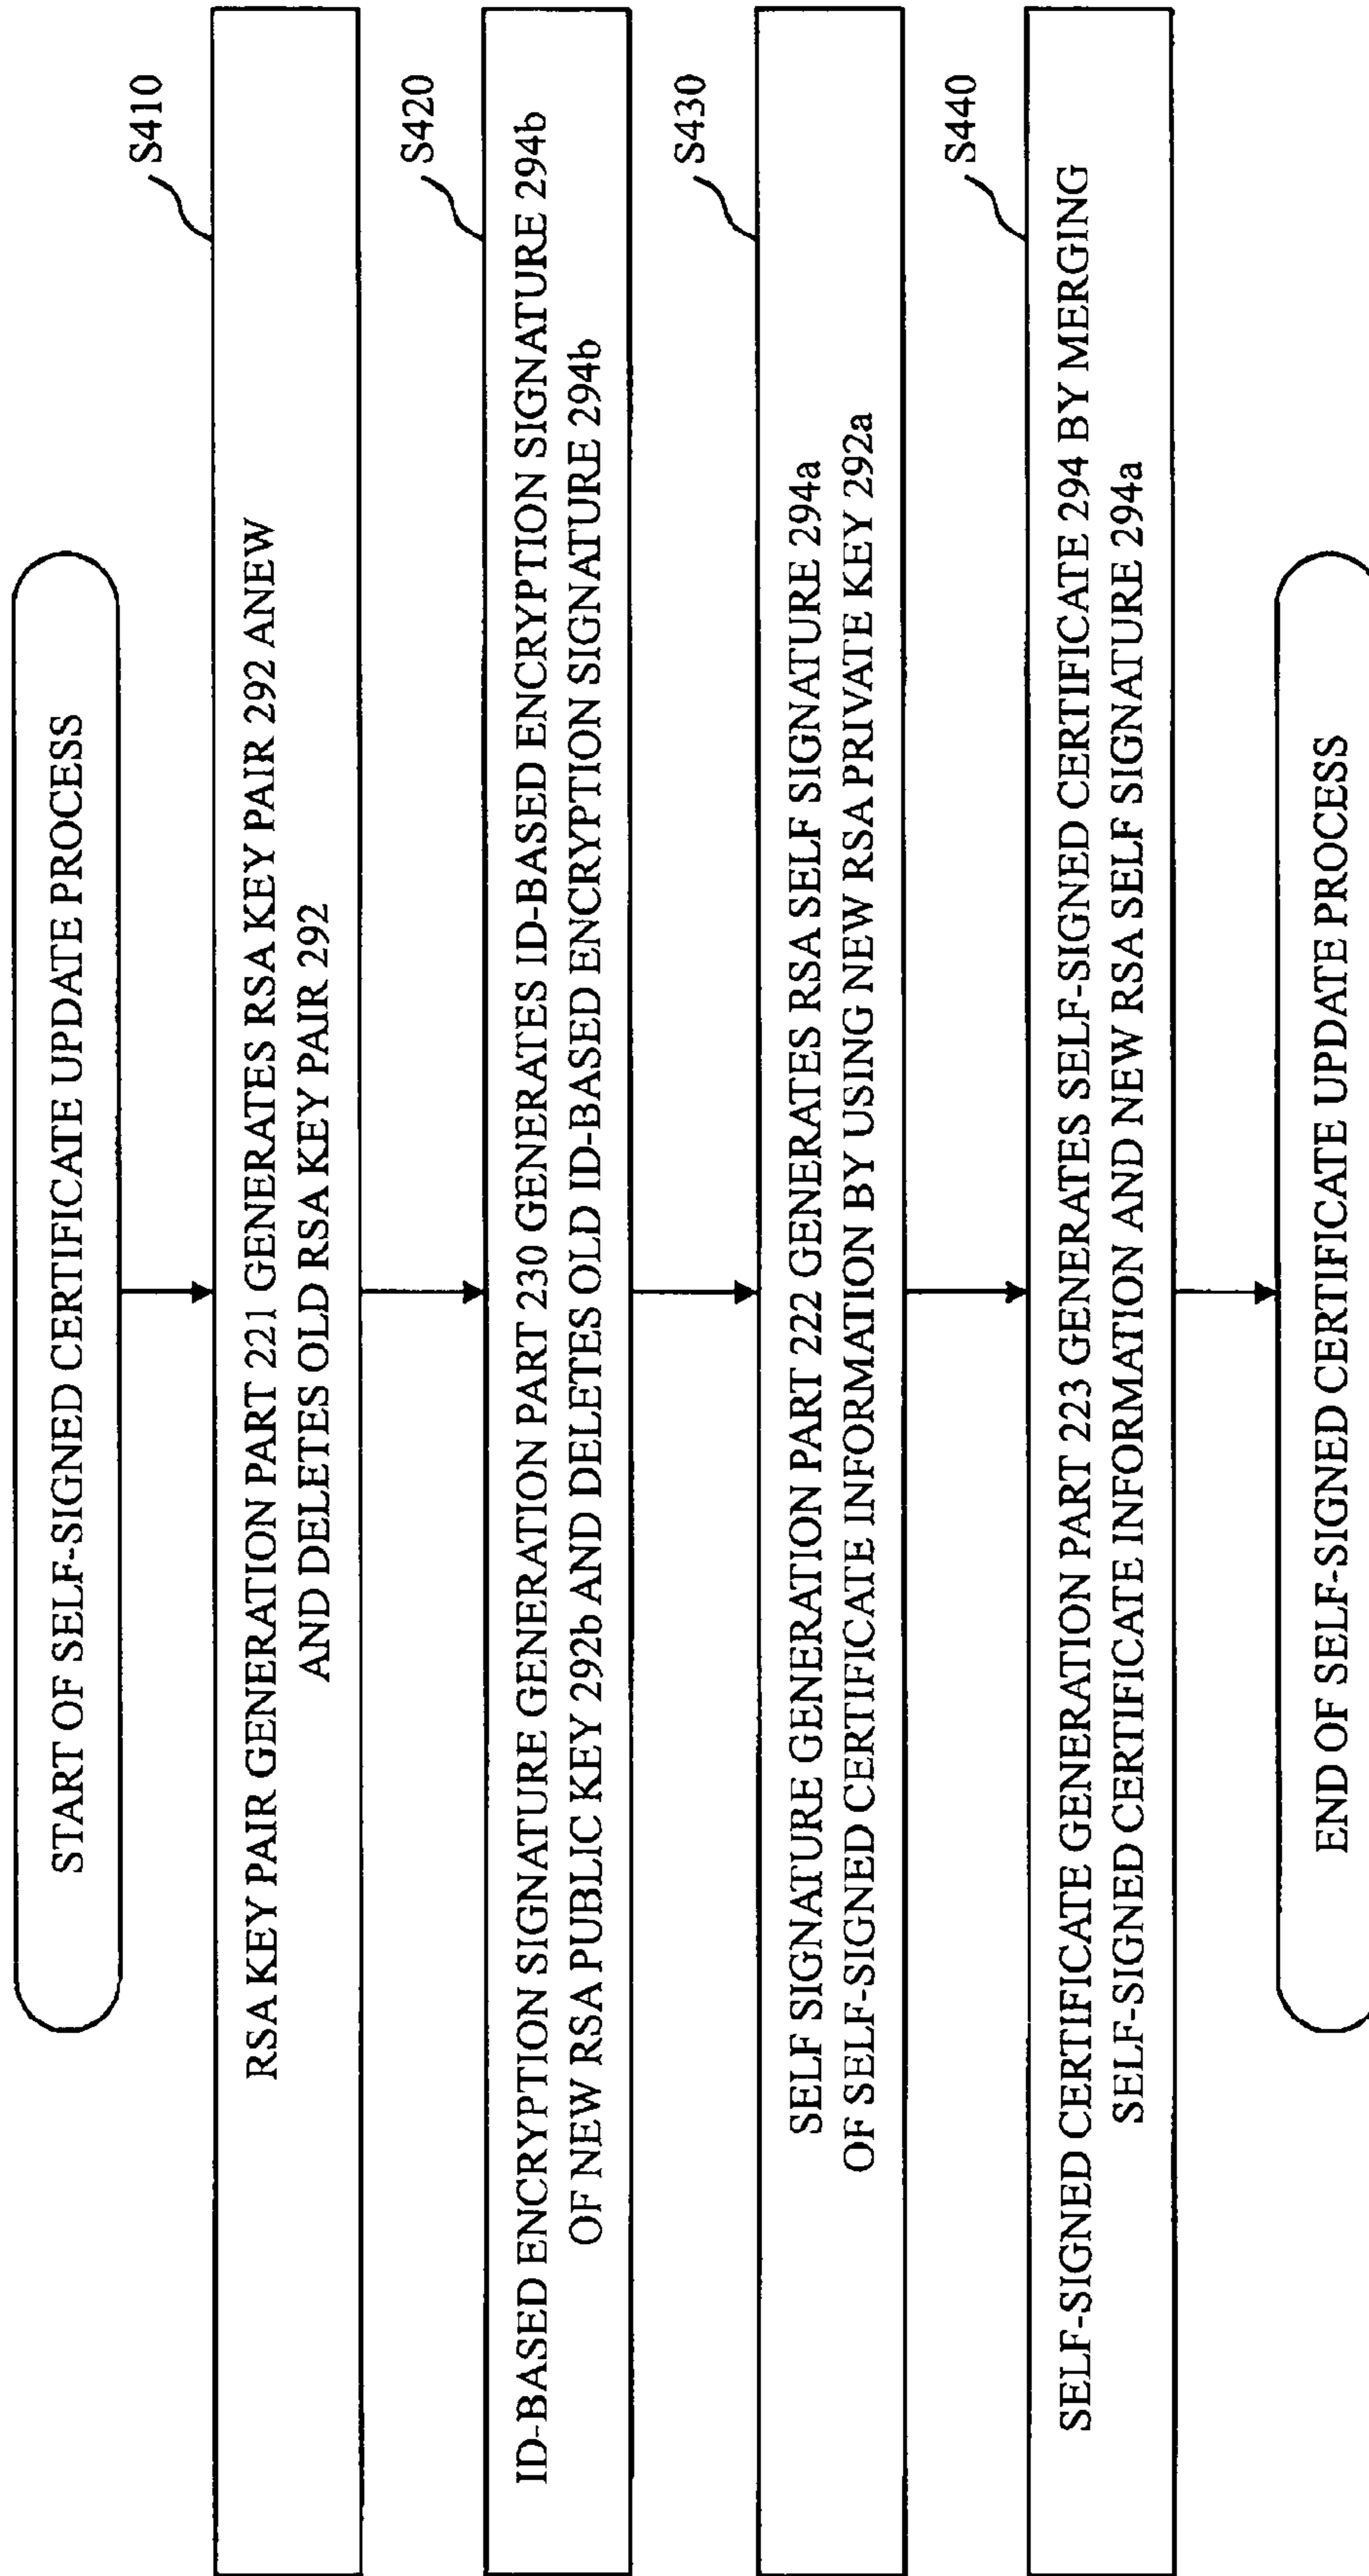 START OF SELF-SIGNED CERTIFICATE UPDATE PROCESS
S410
RSA KEY PAIR GENERATION PART 221 GENERATES RSA KEY PAIR 292 ANEW
AND DELETES OLD RSA KEY PAIR 292
S420
ID-BASED ENCRYPTION SIGNATURE GENERATION PART 230 GENERATES ID-BASED ENCRYPTION SIGNATURE 294b
OF NEW RSA PUBLIC KEY 292b AND DELETES OLD ID-BASED ENCRYPTION SIGNATURE 294b
S430
SELF SIGNATURE GENERATION PART 222 GENERATES RSA SELF SIGNATURE 294a
OF SELF-SIGNED CERTIFICATE INFORMATION BY USING NEW RSA PRIVATE KEY 292a
S440
SELF-SIGNED CERTIFICATE GENERATION PART 223 GENERATES SELF-SIGNED CERTIFICATE 294 BY MERGING
SELF-SIGNED CERTIFICATE INFORMATION AND NEW RSA SELF SIGNATURE 294a
END OF SELF-SIGNED CERTIFICATE UPDATE PROCESS